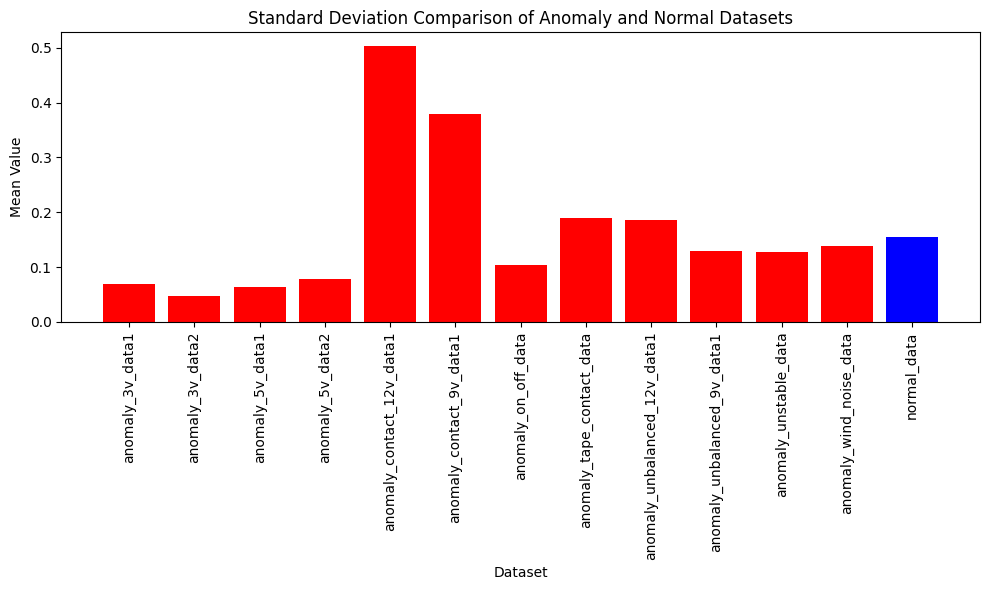 Standard Deviation Comparison of Anomaly and Normal Datasets
Mean Value
0.5
0.4
0.3
0.2
0.1
0.0
anomaly_3v_data1
anomaly_3v_data2
anomaly_5v_data1
anomaly_5v_data2
anomaly_contact_12v_data1
anomaly_contact_9v_data1
anomaly_on_off_data
anomaly_tape_contact_data
anomaly_unbalanced_12v_data1
anomaly_unbalanced_9v_data1
anomaly_unstable_data
anomaly_wind_noise_data
normal_data
Dataset